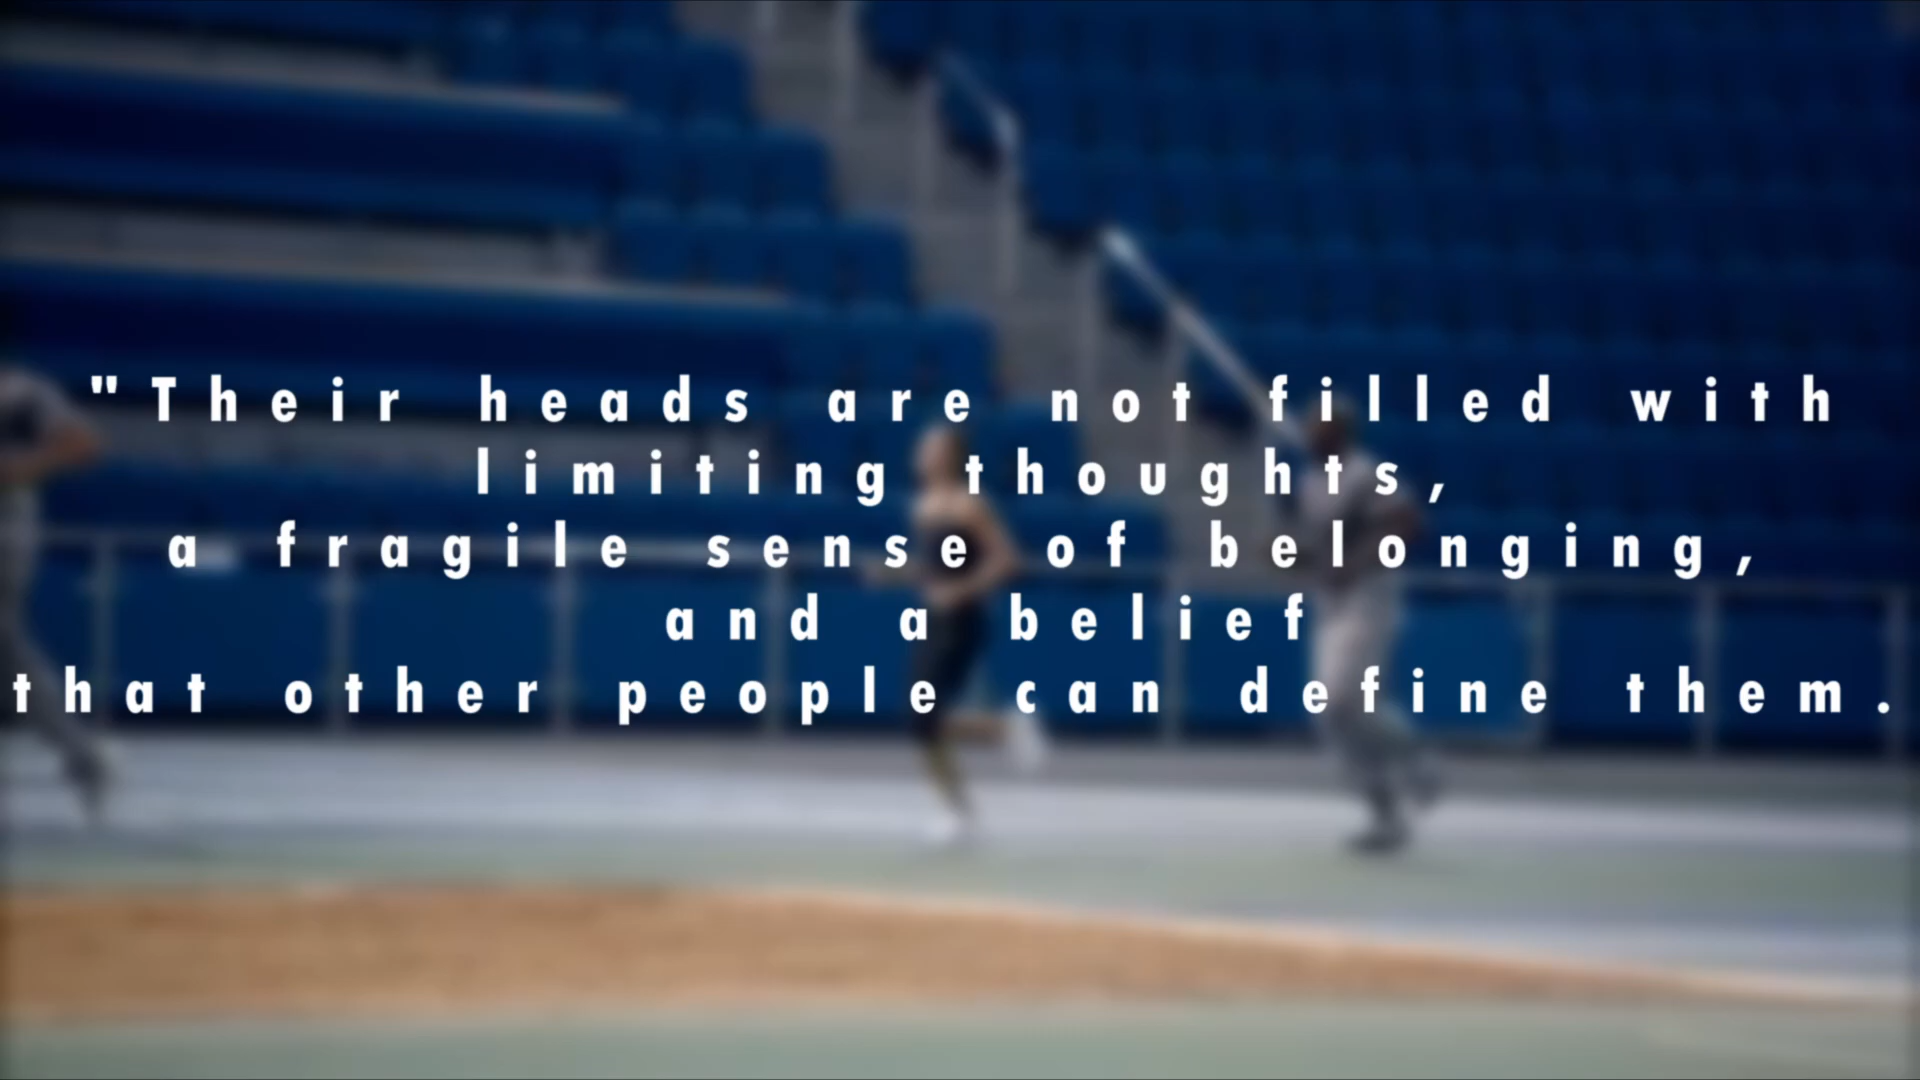 "Their heads are not filled with
limiting thoughts,
a fragile sense of belonging,
and a belief
that other people can define them.